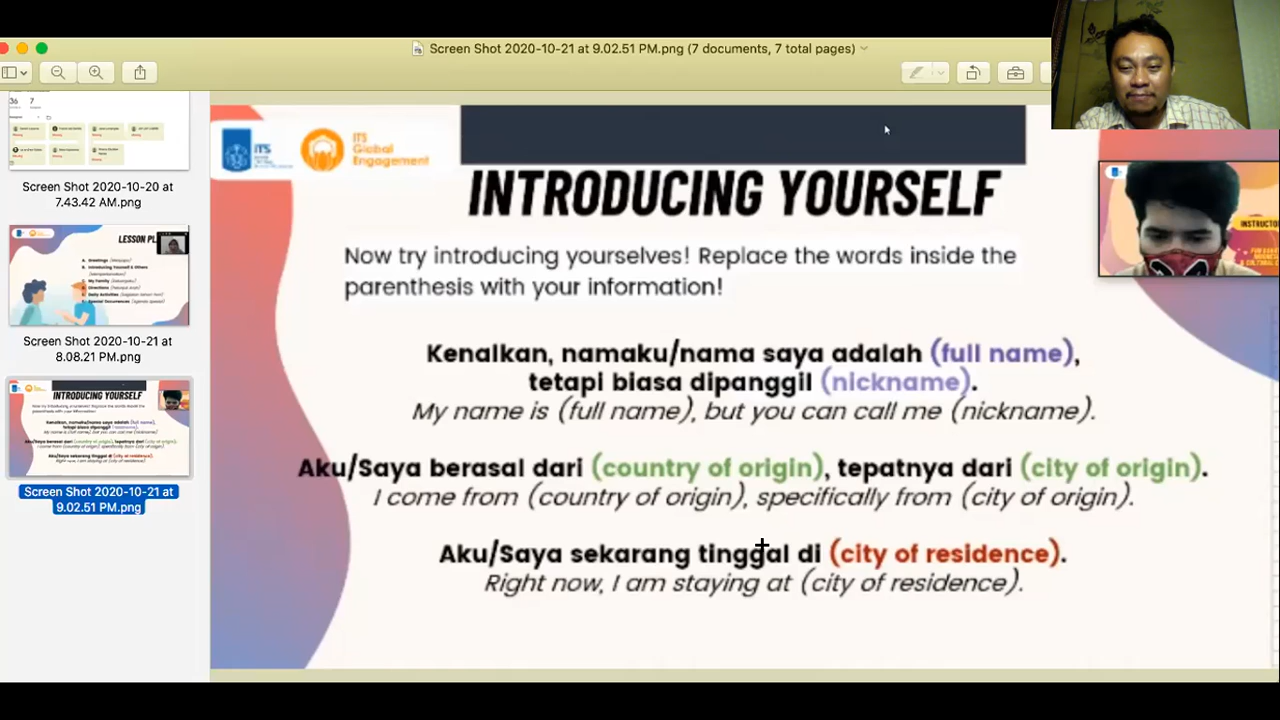 Screen Shot 2020-10-21 at 9.02.51 PM.png (7 documents, 7 total pages)
36 7
Screen Shot 2020-10-20 at
7.43.42 AM.png
LESSON
Screen Shot 2020-10-21 at
8.08.21 PM.png
INTRODUCING YOURSELF
Screen Shot 2020-10-21 at
9.02.51 PM.png
ITS
ITS
Global
Engagement
INTRODUCING YOURSELF
Now try introducing yourselves! Replace the words inside the
parenthesis with your information!
Kenalkan, namaku/nama saya adalah (full name),
tetapi biasa dipanggil (nickname).
My name is (full name), but you can call me (nickname).
Aku/Saya berasal dari (country of origin), tepatnya dari (city of origin).
I come from (country of origin), specifically from (city of origin).
Aku/Saya sekarang tinggal di (city of residence).
Right now, I am staying at (city of residence).
INSTRUCTO